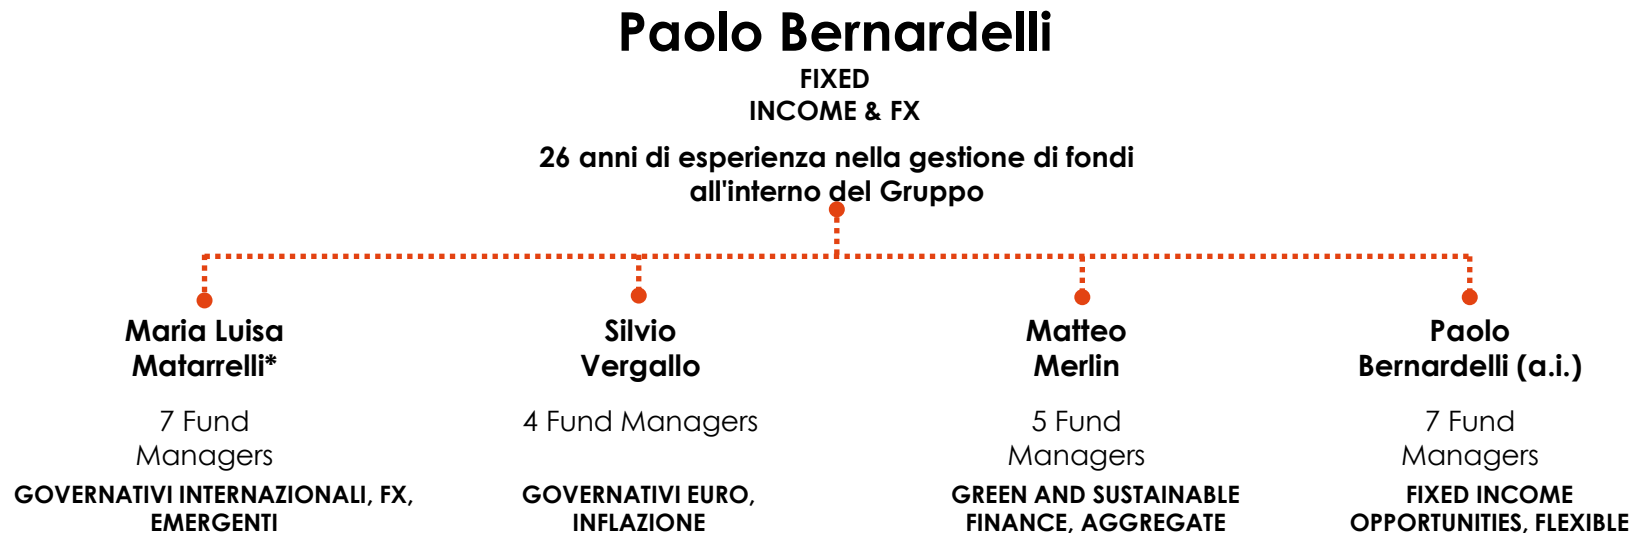 Paolo Bernardelli
FIXED
INCOME & FX
26 anni di esperienza nella gestione di fondi
all'interno del Gruppo
Maria Luisa
Matarrelli*
7 Fund
Managers
GOVERNATIVI INTERNAZIONALI, FX,
EMERGENTI
Silvio
Vergallo
4 Fund Managers
GOVERNATIVI EURO,
INFLAZIONE
Matteo
Merlin
5 Fund
Managers
GREEN AND SUSTAINABLE
FINANCE, AGGREGATE
Paolo
Bernardelli (a.i.)
7 Fund
Managers
FIXED INCOME
OPPORTUNITIES, FLEXIBLE